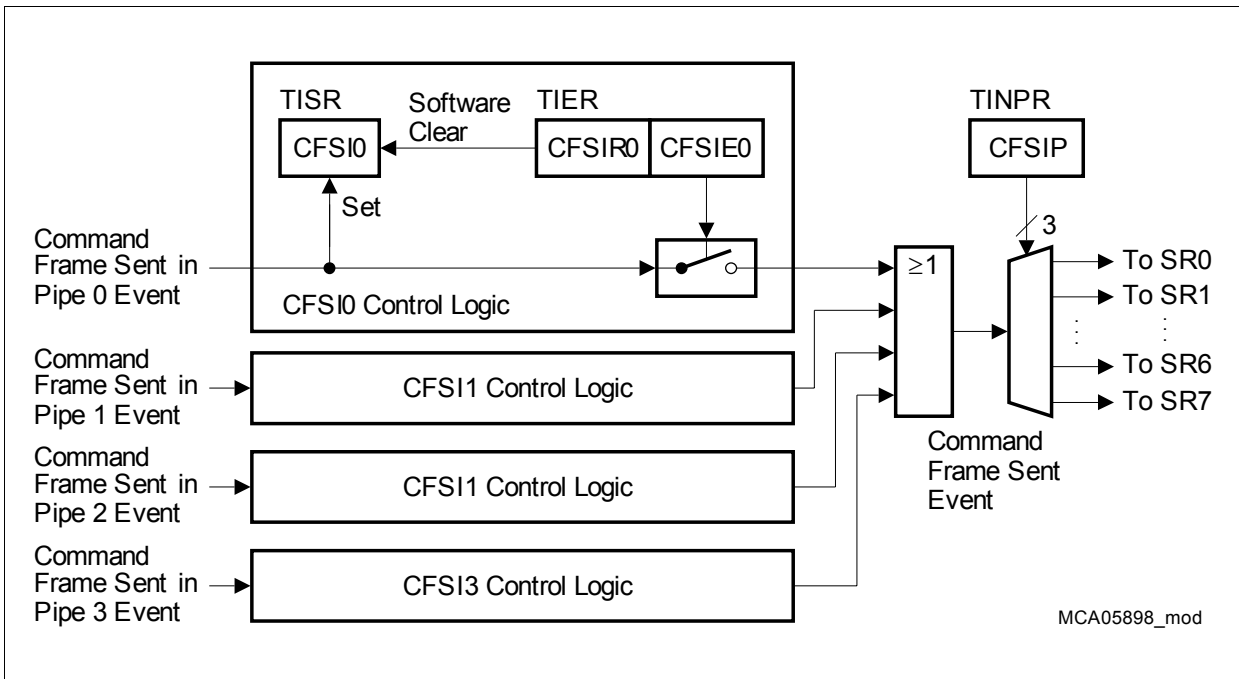 TISR
Software
Clear
TIER
TINPR
CFSI0
CFSIR0
CFSIE0
CFSIP
Set
3
Command
Frame Sent in
Pipe 0 Event
CFSI0 Control Logic
≥1
To SR0
To SR1
To SR6
To SR7
Command
Frame Sent in
Pipe 1 Event
CFSI1 Control Logic
Command
Frame Sent
Event
Command
Frame Sent in
Pipe 2 Event
CFSI1 Control Logic
Command
Frame Sent in
Pipe 3 Event
CFSI3 Control Logic
MCA05898_mod